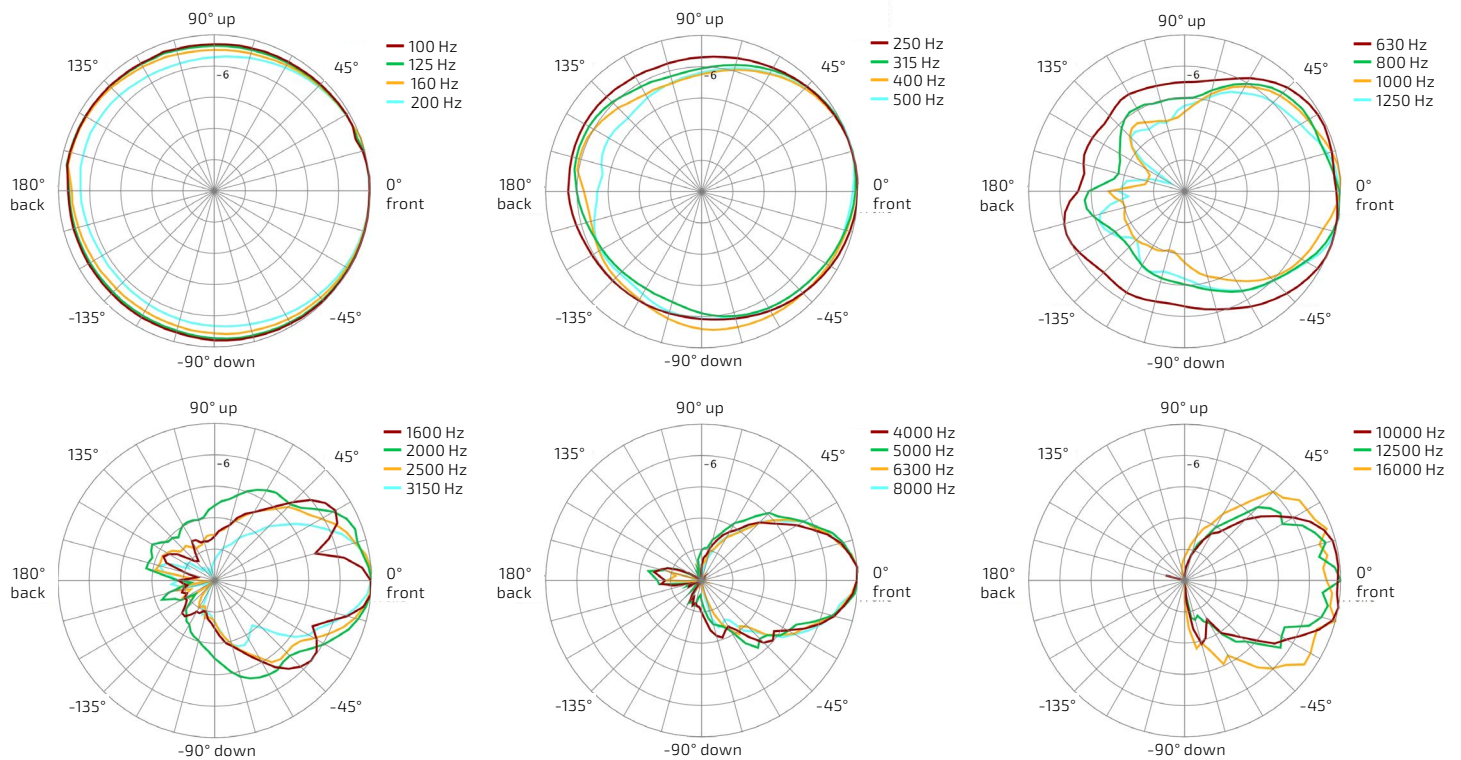 90° up
100 Hz
125 Hz
160 Hz
200 Hz
135°
45°
-6
180°
back
0°
front
-135°
-45°
-90° down
90° up
250 Hz
315 Hz
400 Hz
500 Hz
135°
45°
-6
180°
back
0°
front
-135°
-45°
-90° down
90° up
630 Hz
800 Hz
1000 Hz
1250 Hz
135°
45°
-6
180°
back
0°
front
-135°
-45°
-90° down
90° up
1600 Hz
2000 Hz
2500 Hz
3150 Hz
135°
45°
-6
180°
back
0°
front
-135°
-45°
-90° down
90° up
4000 Hz
5000 Hz
6300 Hz
8000 Hz
135°
45°
-6
180°
back
0°
front
-135°
-45°
-90° down
90° up
10000 Hz
12500 Hz
16000 Hz
135°
45°
-6
180°
back
0°
front
-135°
-45°
-90° down